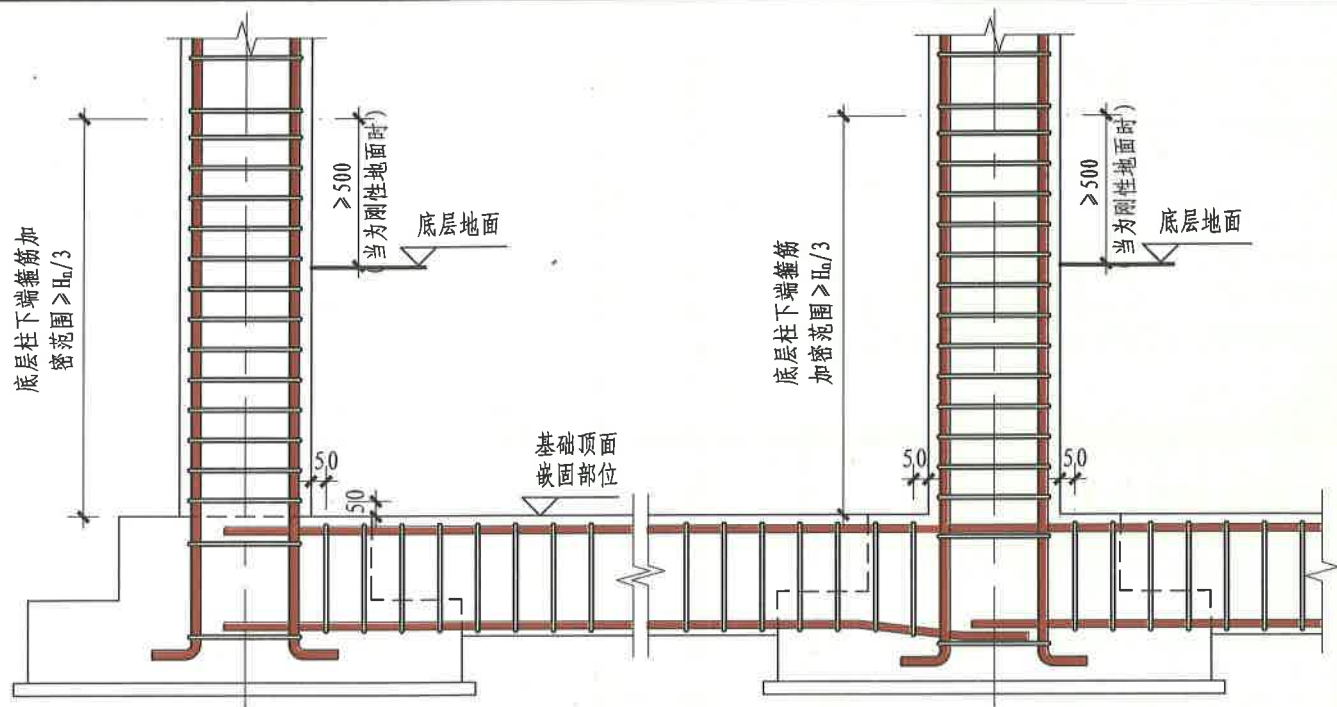 底层柱下端箍筋加
密范围≥Hn/3
≥500
当为刚性地面时)
底层地面
50
50
基础顶面
嵌固部位
底层柱下端箍筋
加密范围≥Hn/3
≥500
当为刚性地面时)
底层地面
50
50